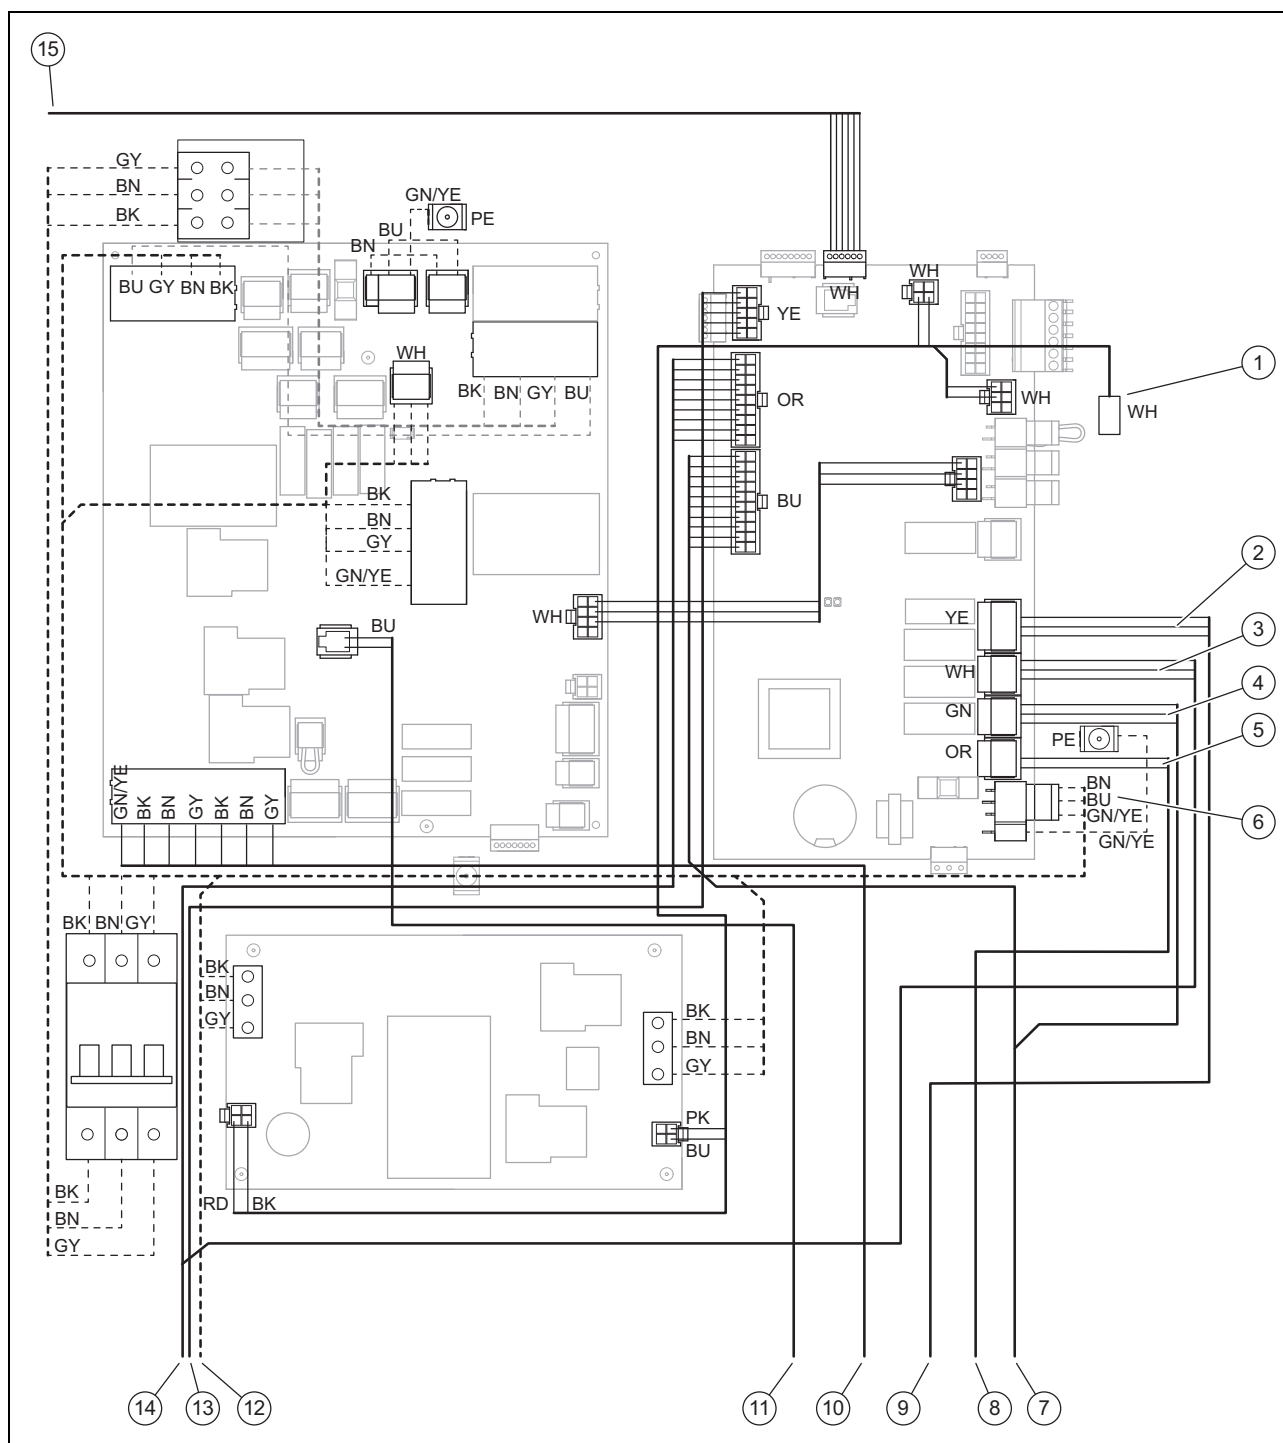 15
GY
BN
BK
GN/YE
PE
BU
BN
BU GY BN BK
WH
WH
YE
WH
BK BN GY BU
OR
WH
WH
1
BK
BN
GY
GN/YE
BU
2
YE
WH
BU
3
WH
4
GN
5
PE
OR
BN
BU
GN/YE
6
GN/YE
GN/YE BK BN GY BK BN GY
BK BN GY
BK
BN
GY
BK
BN
GY
PK
BU
RD BK
BK
BN
GY
14 13 12 11 10 9 8 7